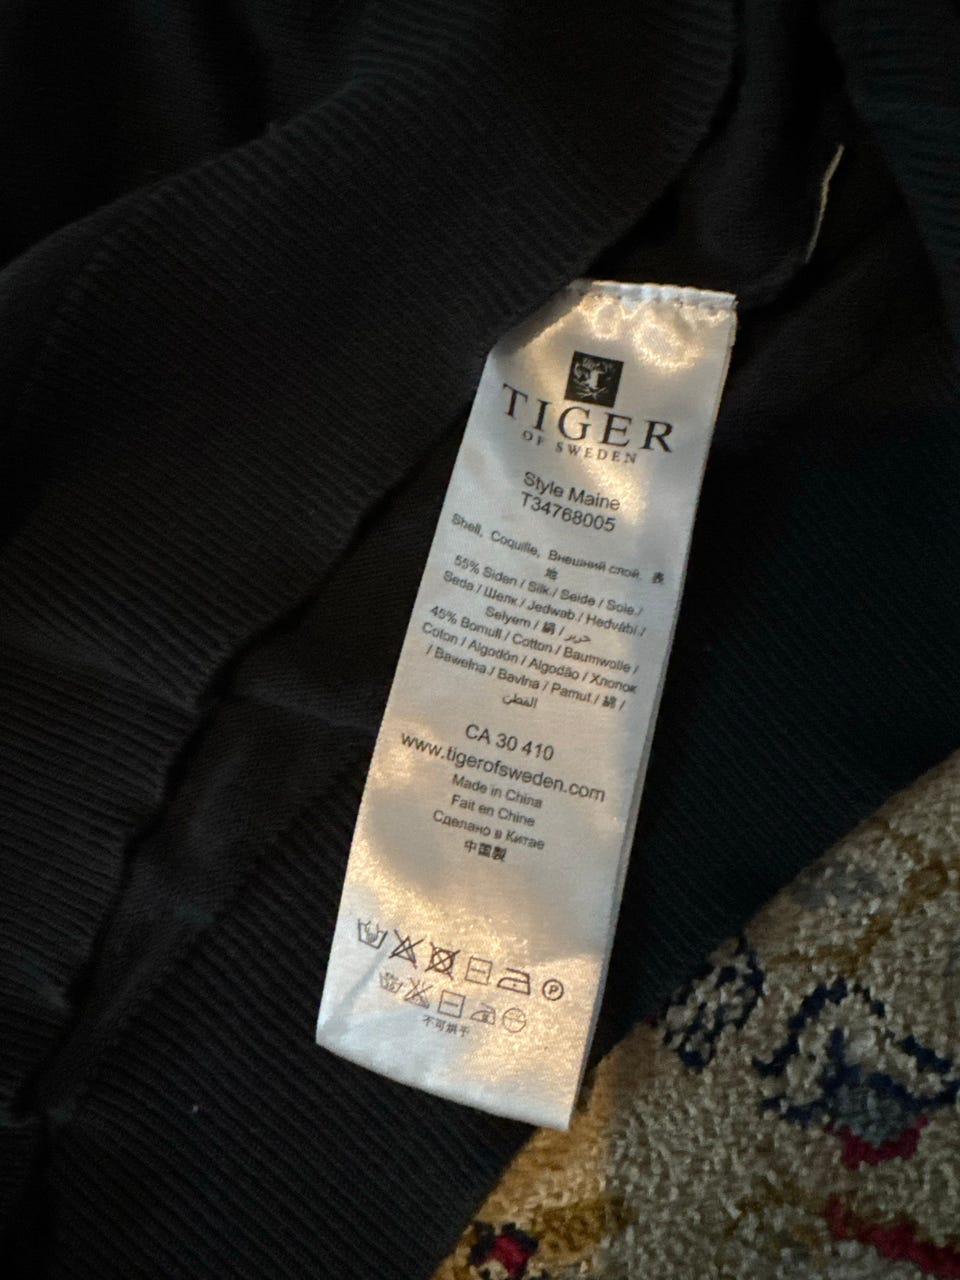 TIGER
OF SWEDEN
Style Maine
T34768005
Shell, Coquille, Внешний слой, 表
地
55% Siden / Silk / Seide / Soie /
Seda / Шелк / Jedwab / Hedvábí /
Selyem / 絹 / حرير
45% Bomull / Cotton / Baumwolle /
Coton / Algodón / Algodão / Хлопок
/ Bawełna / Bavlna / Pamut / 綿 /
القطن
CA 30 410
www.tigerofsweden.com
Made in China
Fait en Chine
Сделано в Китае
中国製
P
不可烘干